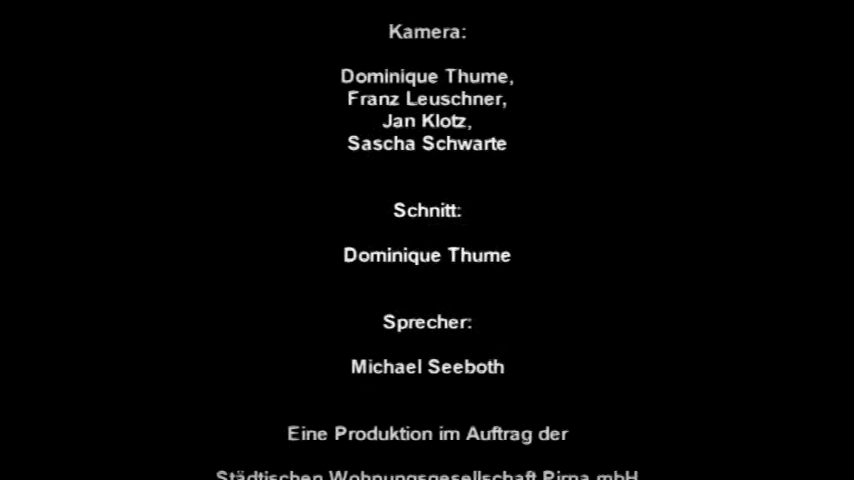 Kamera:
Dominique Thume,
Franz Leuschner,
Jan Klotz,
Sascha Schwarte
Schnitt:
Dominique Thume
Sprecher:
Michael Seeboth
Eine Produktion im Auftrag der
Städtischen Wohnungsgesellschaft Pirna mbH